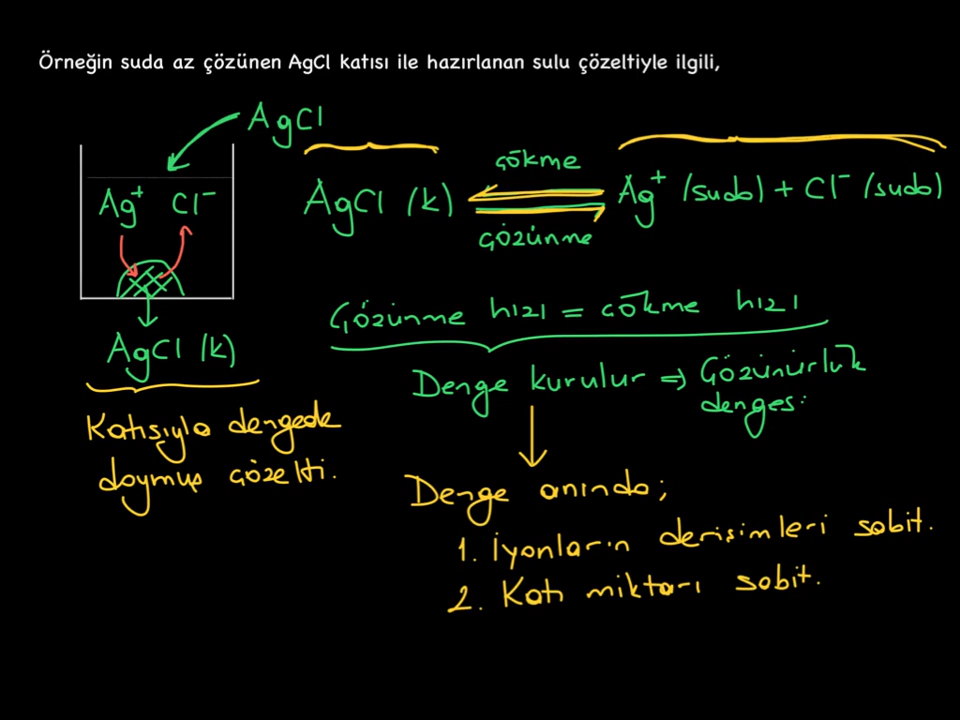 Örneğin suda az çözünen AgCl katısı ile hazırlanan sulu çözeltiyle ilgili,
AgCl
Ag⁺ Cl⁻
AgCl (k)
Katısıyla dengede
doymuş çözelti.
çökme
AgCl (k) ⇌ Ag⁺ (suda) + Cl⁻ (suda)
çözünme
Çözünme hızı = çökme hızı
Denge kurulur ⇒ Çözünürlük
dengesi
Denge anında;
1. İyonların derişimleri sabit.
2. Katı miktarı sabit.